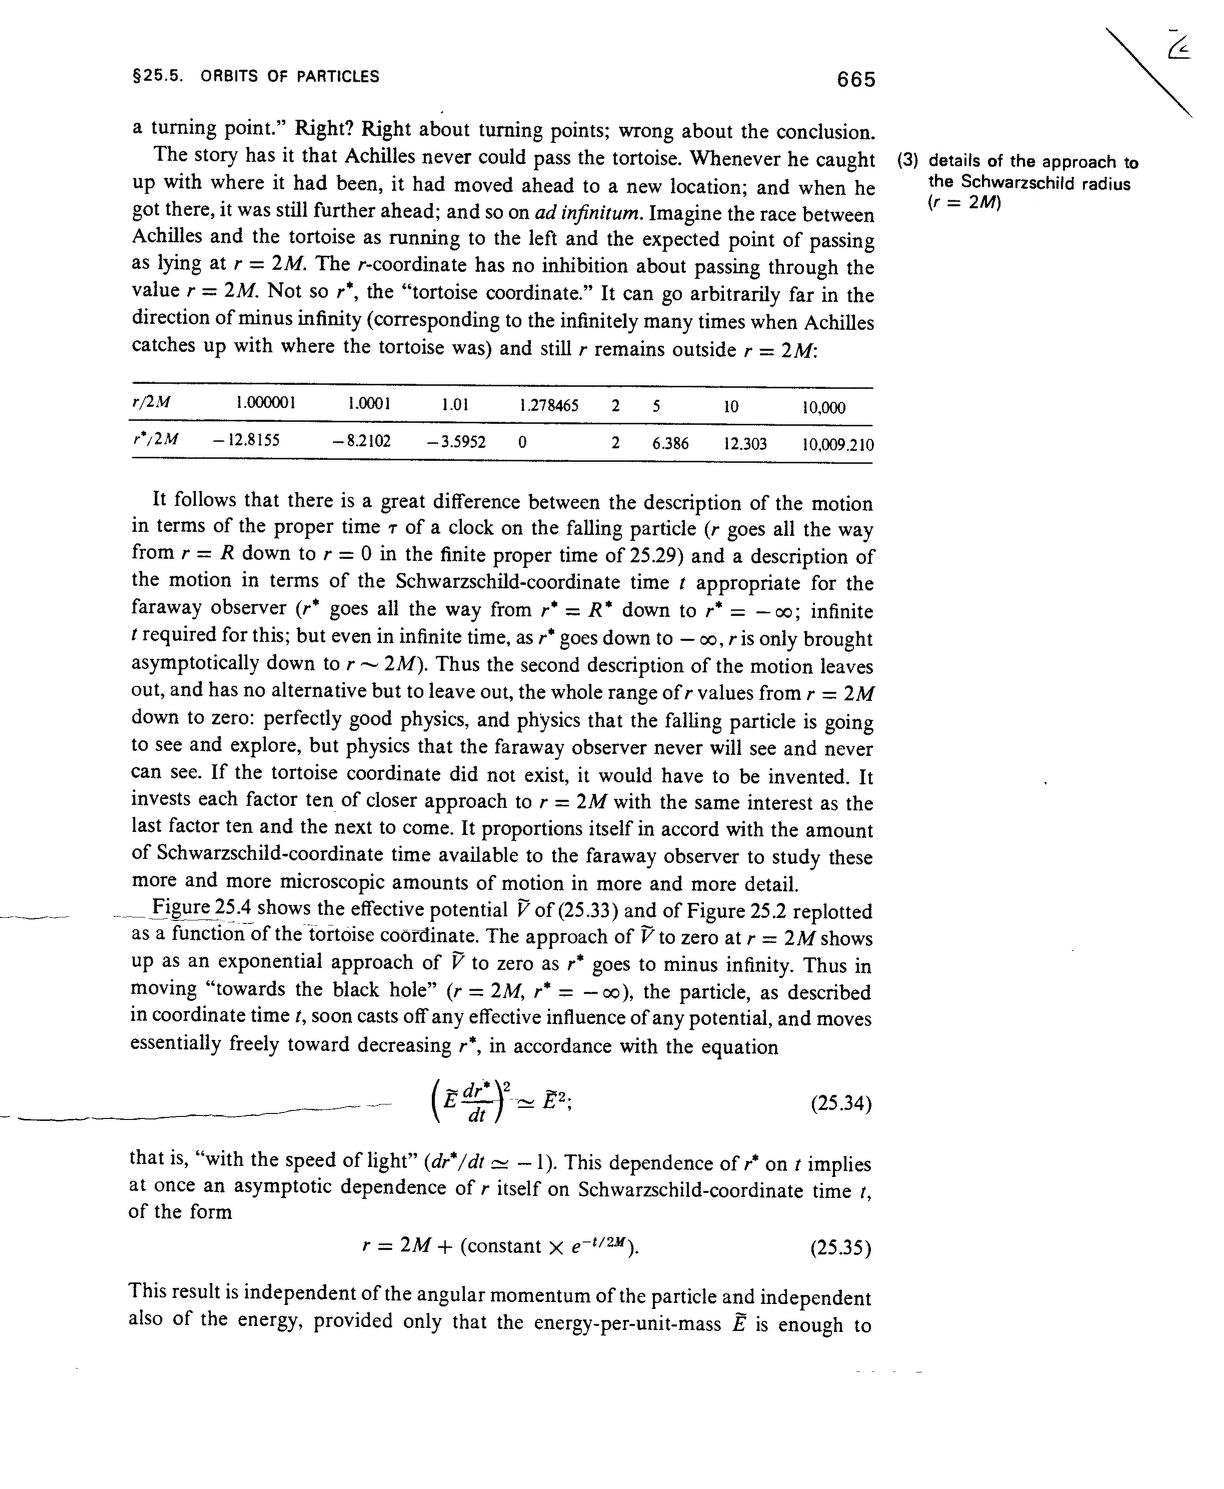 §25.5. ORBITS OF PARTICLES
665
a turning point.” Right? Right about turning points; wrong about the conclusion.
The story has it that Achilles never could pass the tortoise. Whenever he caught
up with where it had been, it had moved ahead to a new location; and when he
got there, it was still further ahead; and so on ad infinitum. Imagine the race between
Achilles and the tortoise as running to the left and the expected point of passing
as lying at r = 2M. The r-coordinate has no inhibition about passing through the
value r = 2M. Not so r*, the “tortoise coordinate.” It can go arbitrarily far in the
direction of minus infinity (corresponding to the infinitely many times when Achilles
catches up with where the tortoise was) and still r remains outside r = 2M:
(3) details of the approach to
the Schwarzschild radius
(r = 2M)
r/2M 1.000001 1.0001 1.01 1.278465 2 5 10 10,000
r*/2M −12.8155 −8.2102 −3.5952 0 2 6.386 12.303 10,009.210
It follows that there is a great difference between the description of the motion
in terms of the proper time τ of a clock on the falling particle (r goes all the way
from r = R down to r = 0 in the finite proper time of 25.29) and a description of
the motion in terms of the Schwarzschild-coordinate time t appropriate for the
faraway observer (r* goes all the way from r* = R* down to r* = −∞; infinite
t required for this; but even in infinite time, as r* goes down to −∞, r is only brought
asymptotically down to r ~ 2M). Thus the second description of the motion leaves
out, and has no alternative but to leave out, the whole range of r values from r = 2M
down to zero: perfectly good physics, and physics that the falling particle is going
to see and explore, but physics that the faraway observer never will see and never
can see. If the tortoise coordinate did not exist, it would have to be invented. It
invests each factor ten of closer approach to r = 2M with the same interest as the
last factor ten and the next to come. It proportions itself in accord with the amount
of Schwarzschild-coordinate time available to the faraway observer to study these
more and more microscopic amounts of motion in more and more detail.
Figure 25.4 shows the effective potential Ṽ of (25.33) and of Figure 25.2 replotted
as a function of the tortoise coordinate. The approach of Ṽ to zero at r = 2M shows
up as an exponential approach of Ṽ to zero as r* goes to minus infinity. Thus in
moving “towards the black hole” (r = 2M, r* = −∞), the particle, as described
in coordinate time t, soon casts off any effective influence of any potential, and moves
essentially freely toward decreasing r*, in accordance with the equation
(Ẽ dr*/dt)² ≃ Ẽ²; (25.34)
that is, “with the speed of light” (dr*/dt ≃ −1). This dependence of r* on t implies
at once an asymptotic dependence of r itself on Schwarzschild-coordinate time t,
of the form
r = 2M + (constant × e^{−t/2M}). (25.35)
This result is independent of the angular momentum of the particle and independent
also of the energy, provided only that the energy-per-unit-mass Ẽ is enough to